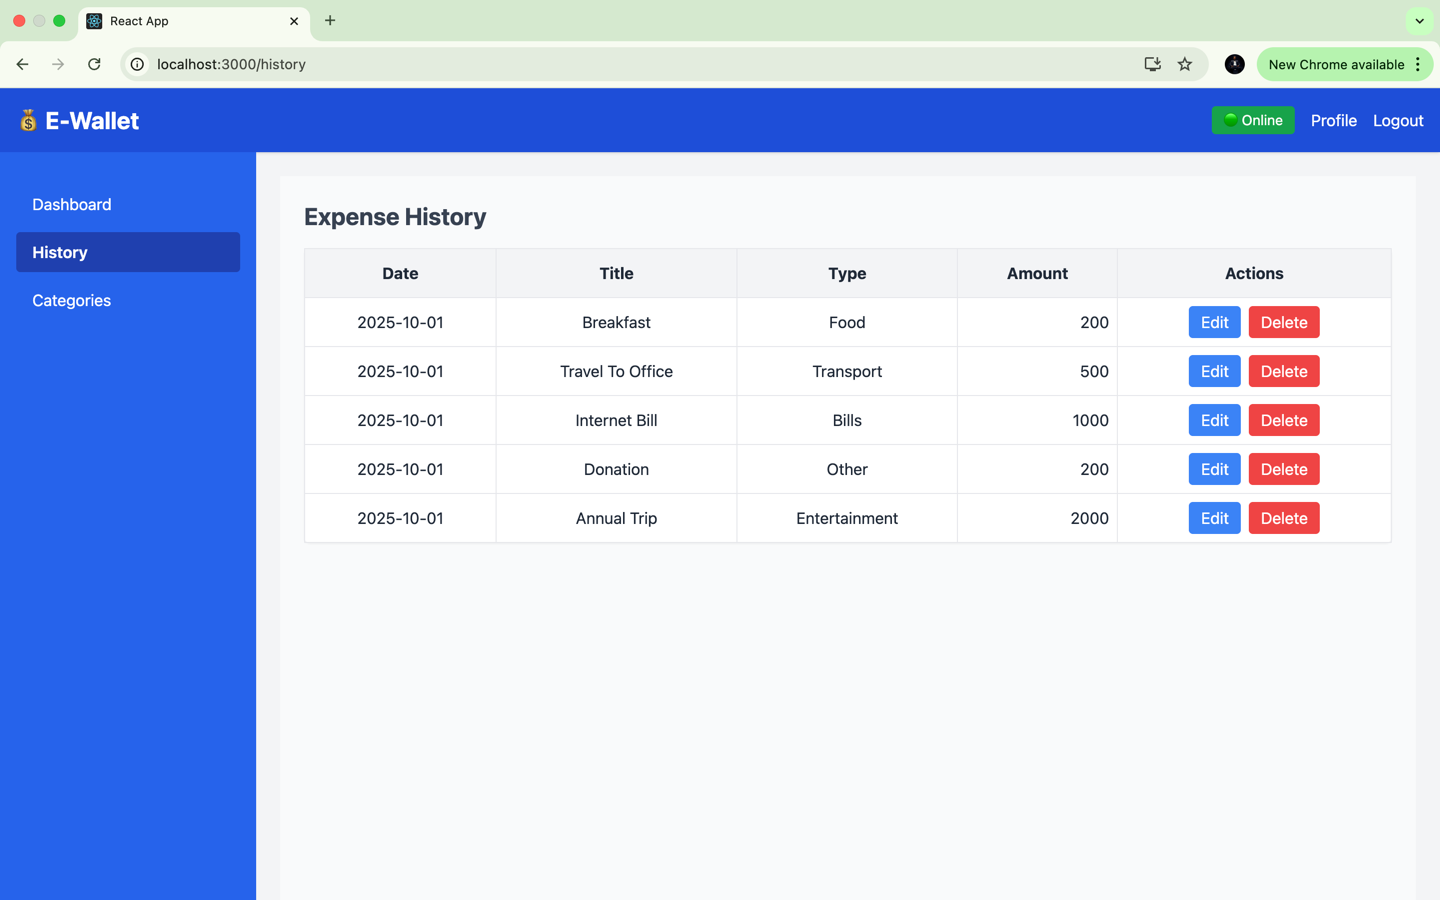 React App
localhost:3000/history
New Chrome available
E-Wallet
Online Profile Logout
Dashboard
History
Categories
Expense History
Date Title Type Amount Actions
2025-10-01 Breakfast Food 200 Edit Delete
2025-10-01 Travel To Office Transport 500 Edit Delete
2025-10-01 Internet Bill Bills 1000 Edit Delete
2025-10-01 Donation Other 200 Edit Delete
2025-10-01 Annual Trip Entertainment 2000 Edit Delete